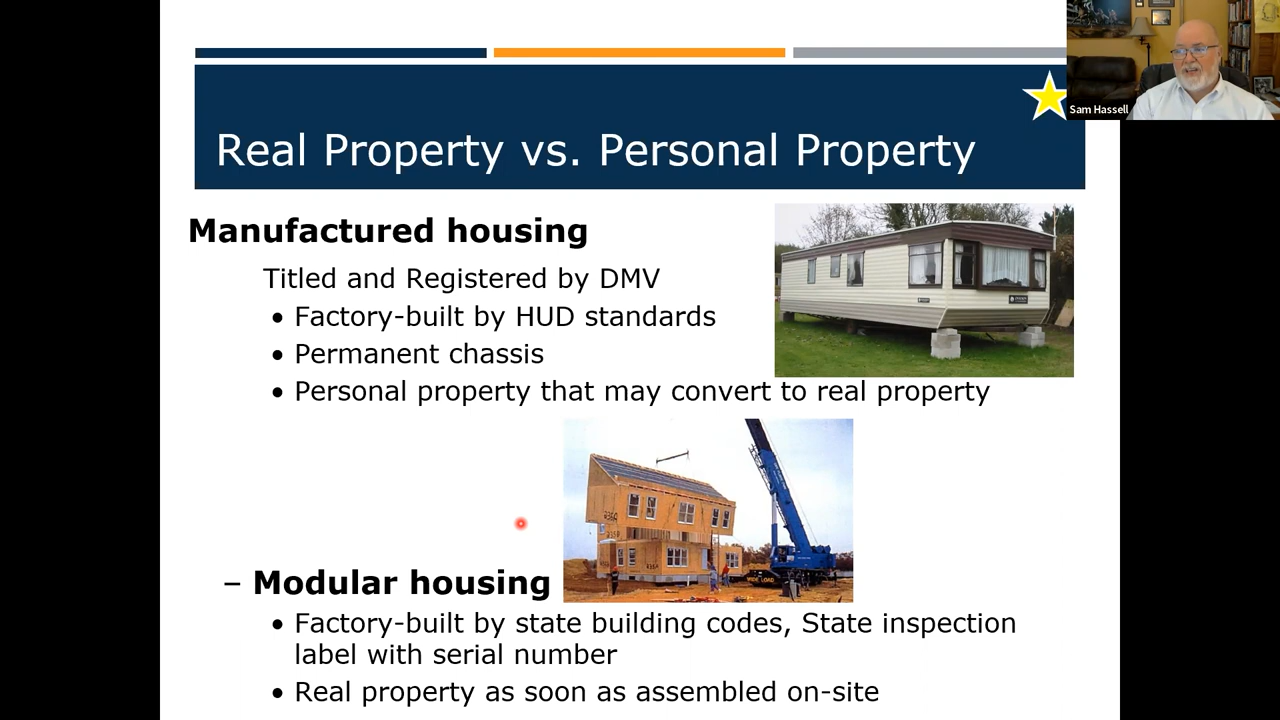 Sam Hassell
Real Property vs. Personal Property
Manufactured housing
Titled and Registered by DMV
• Factory-built by HUD standards
• Permanent chassis
• Personal property that may convert to real property
WIDE LOAD
– Modular housing
• Factory-built by state building codes, State inspection
label with serial number
• Real property as soon as assembled on-site